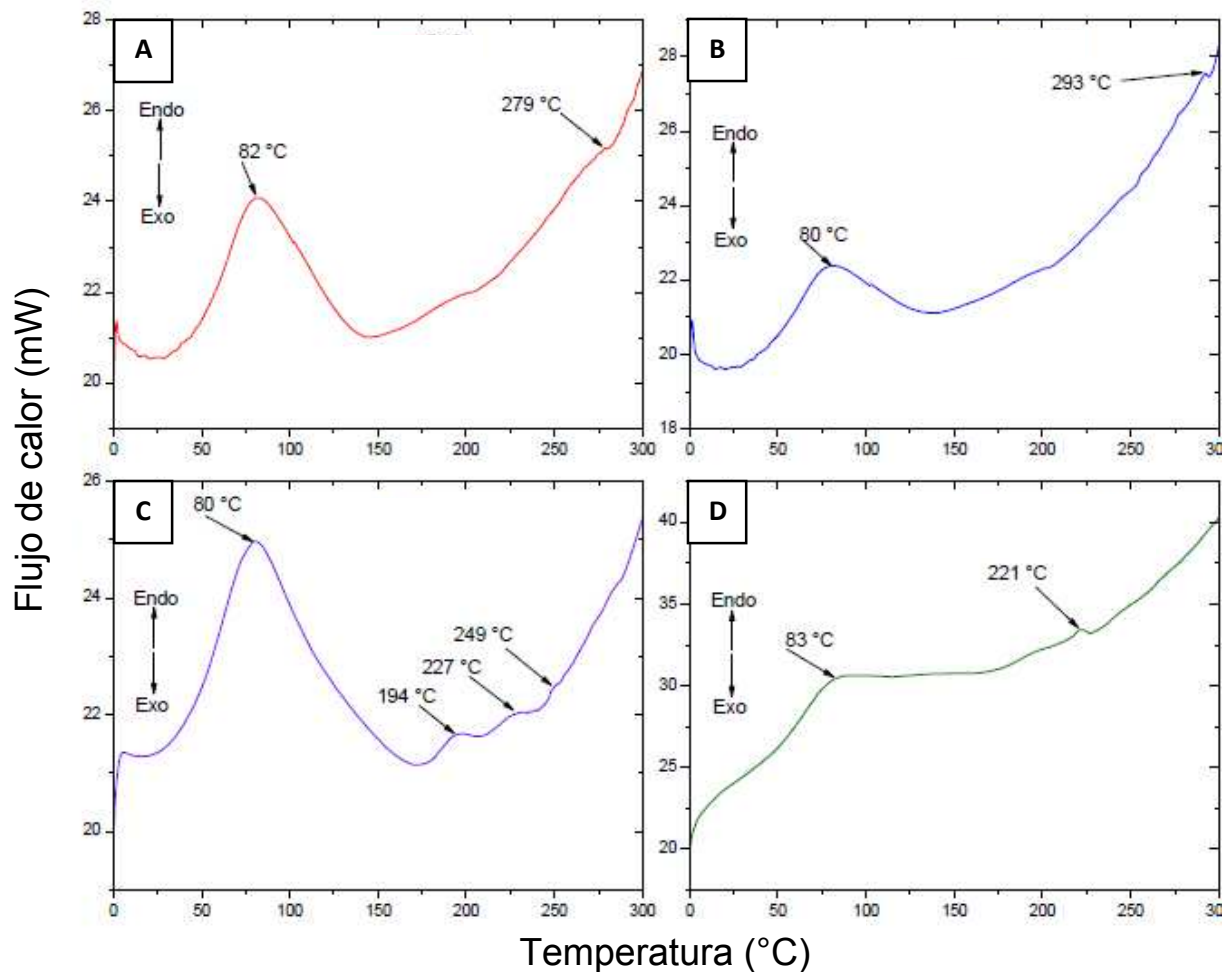 Flujo de calor (mW)
A
28
26
24
22
20
Endo
Exo
82 °C
279 °C
0
50
100
150
200
250
300
B
28
26
24
22
20
18
Endo
Exo
80 °C
293 °C
0
50
100
150
200
250
300
C
26
24
22
20
Endo
Exo
80 °C
194 °C
227 °C
249 °C
0
50
100
150
200
250
300
D
40
35
30
25
20
Endo
Exo
83 °C
221 °C
0
50
100
150
200
250
300
Temperatura (°C)